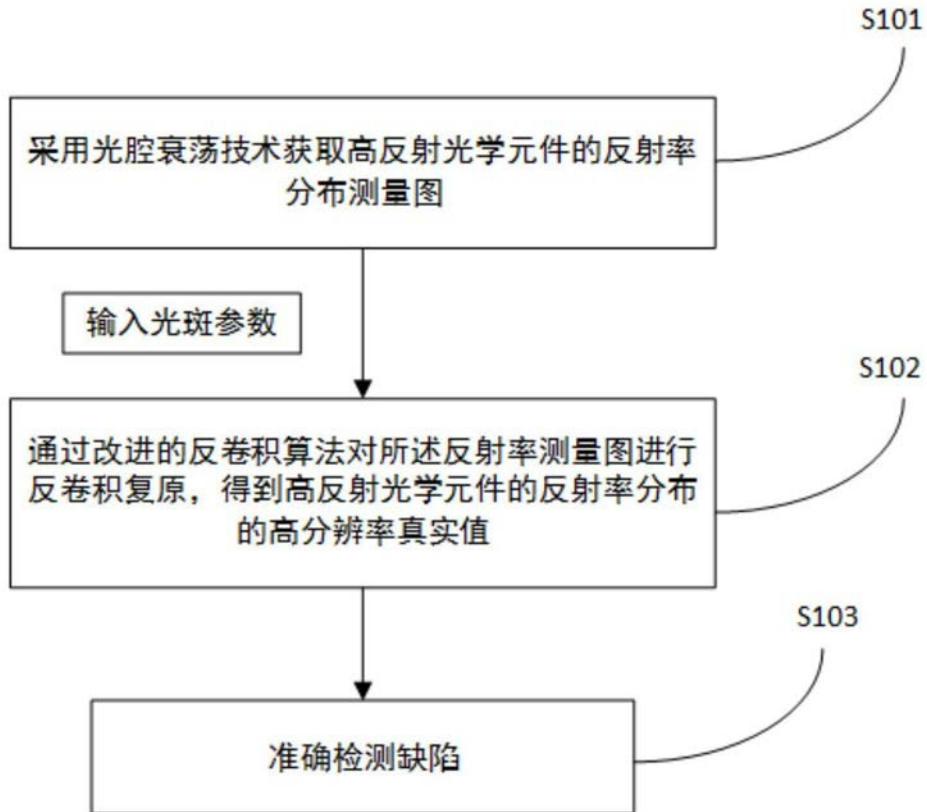 S101
采用光腔衰荡技术获取高反射光学元件的反射率
分布测量图
输入光斑参数
S102
通过改进的反卷积算法对所述反射率测量图进行
反卷积复原，得到高反射光学元件的反射率分布
的高分辨率真实值
S103
准确检测缺陷